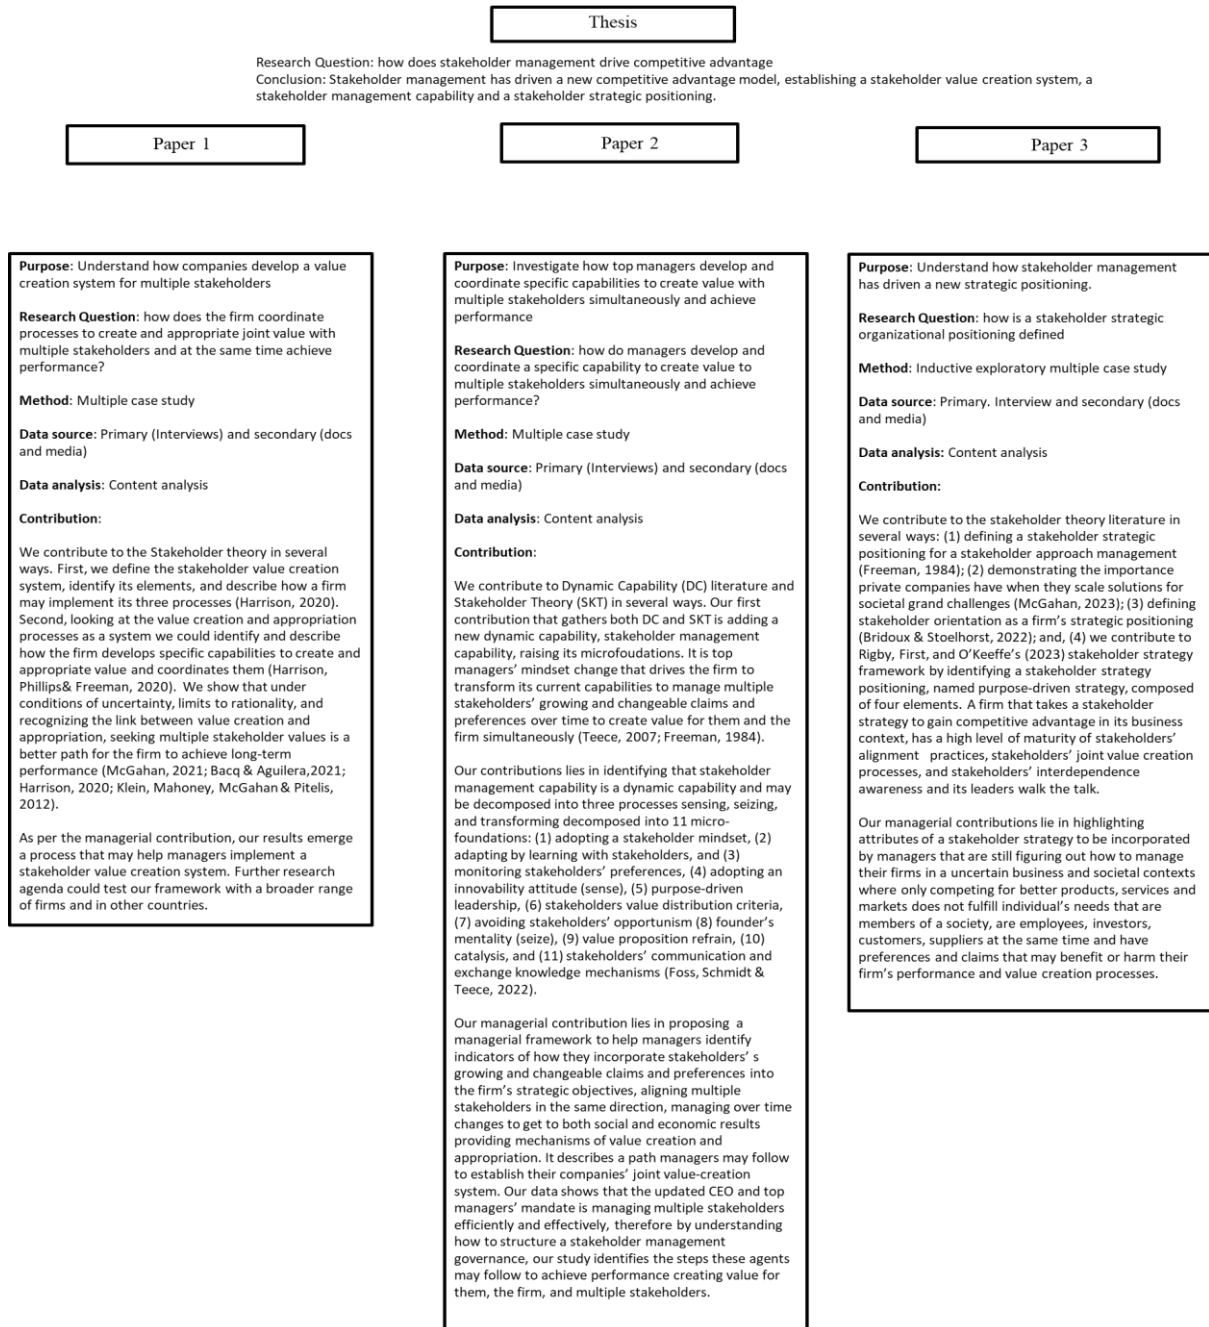 Thesis
Research Question: how does stakeholder management drive competitive advantage
Conclusion: Stakeholder management has driven a new competitive advantage model, establishing a stakeholder value creation system, a
stakeholder management capability and a stakeholder strategic positioning.
Paper 1
Paper 2
Paper 3
Purpose: Understand how companies develop a value
creation system for multiple stakeholders
Research Question: how does the firm coordinate
processes to create and appropriate joint value with
multiple stakeholders and at the same time achieve
performance?
Method: Multiple case study
Data source: Primary (Interviews) and secondary (docs
and media)
Data analysis: Content analysis
Contribution:
We contribute to the Stakeholder theory in several
ways. First, we define the stakeholder value creation
system, identify its elements, and describe how a firm
may implement its three processes (Harrison, 2020).
Second, looking at the value creation and appropriation
processes as a system we could identify and describe
how the firm develops specific capabilities to create and
appropriate value and coordinates them (Harrison,
Phillips& Freeman, 2020). We show that under
conditions of uncertainty, limits to rationality, and
recognizing the link between value creation and
appropriation, seeking multiple stakeholder values is a
better path for the firm to achieve long-term
performance (McGahan, 2021; Bacq & Aguilera,2021;
Harrison, 2020; Klein, Mahoney, McGahan & Pitelis,
2012).
As per the managerial contribution, our results emerge
a process that may help managers implement a
stakeholder value creation system. Further research
agenda could test our framework with a broader range
of firms and in other countries.
Purpose: Investigate how top managers develop and
coordinate specific capabilities to create value with
multiple stakeholders simultaneously and achieve
performance
Research Question: how do managers develop and
coordinate a specific capability to create value to
multiple stakeholders simultaneously and achieve
performance?
Method: Multiple case study
Data source: Primary (Interviews) and secondary (docs
and media)
Data analysis: Content analysis
Contribution:
We contribute to Dynamic Capability (DC) literature and
Stakeholder Theory (SKT) in several ways. Our first
contribution that gathers both DC and SKT is adding a
new dynamic capability, stakeholder management
capability, raising its microfoudations. It is top
managers' mindset change that drives the firm to
transform its current capabilities to manage multiple
stakeholders' growing and changeable claims and
preferences over time to create value for them and the
firm simultaneously (Teece, 2007; Freeman, 1984).
Our contributions lies in identifying that stakeholder
management capability is a dynamic capability and may
be decomposed into three processes sensing, seizing,
and transforming decomposed into 11 micro-
foundations: (1) adopting a stakeholder mindset, (2)
adapting by learning with stakeholders, and (3)
monitoring stakeholders' preferences, (4) adopting an
innovability attitude (sense), (5) purpose-driven
leadership, (6) stakeholders value distribution criteria,
(7) avoiding stakeholders' opportunism (8) founder's
mentality (seize), (9) value proposition refrain, (10)
catalysis, and (11) stakeholders' communication and
exchange knowledge mechanisms (Foss, Schmidt &
Teece, 2022).
Our managerial contribution lies in proposing a
managerial framework to help managers identify
indicators of how they incorporate stakeholders' s
growing and changeable claims and preferences into
the firm's strategic objectives, aligning multiple
stakeholders in the same direction, managing over time
changes to get to both social and economic results
providing mechanisms of value creation and
appropriation. It describes a path managers may follow
to establish their companies' joint value-creation
system. Our data shows that the updated CEO and top
managers' mandate is managing multiple stakeholders
efficiently and effectively, therefore by understanding
how to structure a stakeholder management
governance, our study identifies the steps these agents
may follow to achieve performance creating value for
them, the firm, and multiple stakeholders.
Purpose: Understand how stakeholder management
has driven a new strategic positioning.
Research Question: how is a stakeholder strategic
organizational positioning defined
Method: Inductive exploratory multiple case study
Data source: Primary. Interview and secondary (docs
and media)
Data analysis: Content analysis
Contribution:
We contribute to the stakeholder theory literature in
several ways: (1) defining a stakeholder strategic
positioning for a stakeholder approach management
(Freeman, 1984); (2) demonstrating the importance
private companies have when they scale solutions for
societal grand challenges (McGahan, 2023); (3) defining
stakeholder orientation as a firm's strategic positioning
(Bridoux & Stoelhorst, 2022); and, (4) we contribute to
Rigby, First, and O'Keeffe's (2023) stakeholder strategy
framework by identifying a stakeholder strategy
positioning, named purpose-driven strategy, composed
of four elements. A firm that takes a stakeholder
strategy to gain competitive advantage in its business
context, has a high level of maturity of stakeholders'
alignment practices, stakeholders' joint value creation
processes, and stakeholders' interdependence
awareness and its leaders walk the talk.
Our managerial contributions lie in highlighting
attributes of a stakeholder strategy to be incorporated
by managers that are still figuring out how to manage
their firms in a uncertain business and societal contexts
where only competing for better products, services and
markets does not fulfill individual's needs that are
members of a society, are employees, investors,
customers, suppliers at the same time and have
preferences and claims that may benefit or harm their
firm's performance and value creation processes.